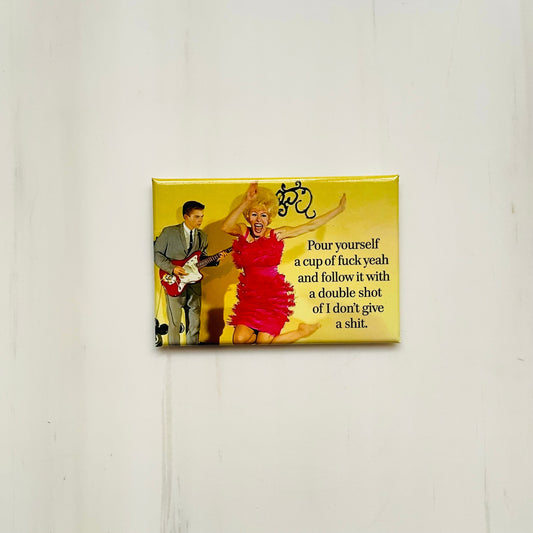 Pour yourself
a cup of fuck yeah
and follow it with
a double shot
of I don't give
a shit.